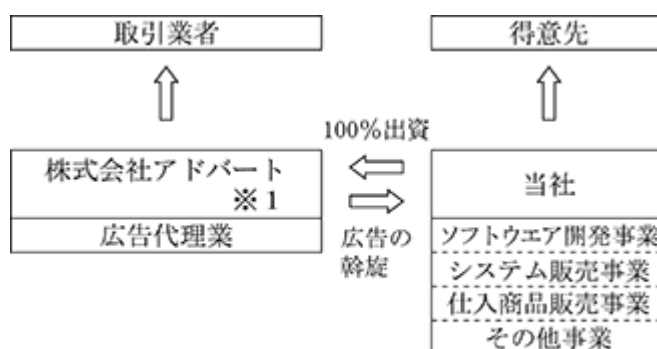 取引業者
得意先
100%出資
株式会社アドバート
※1
当社
広告代理業
広告の
斡旋
ソフトウエア開発事業
システム販売事業
仕入商品販売事業
その他事業